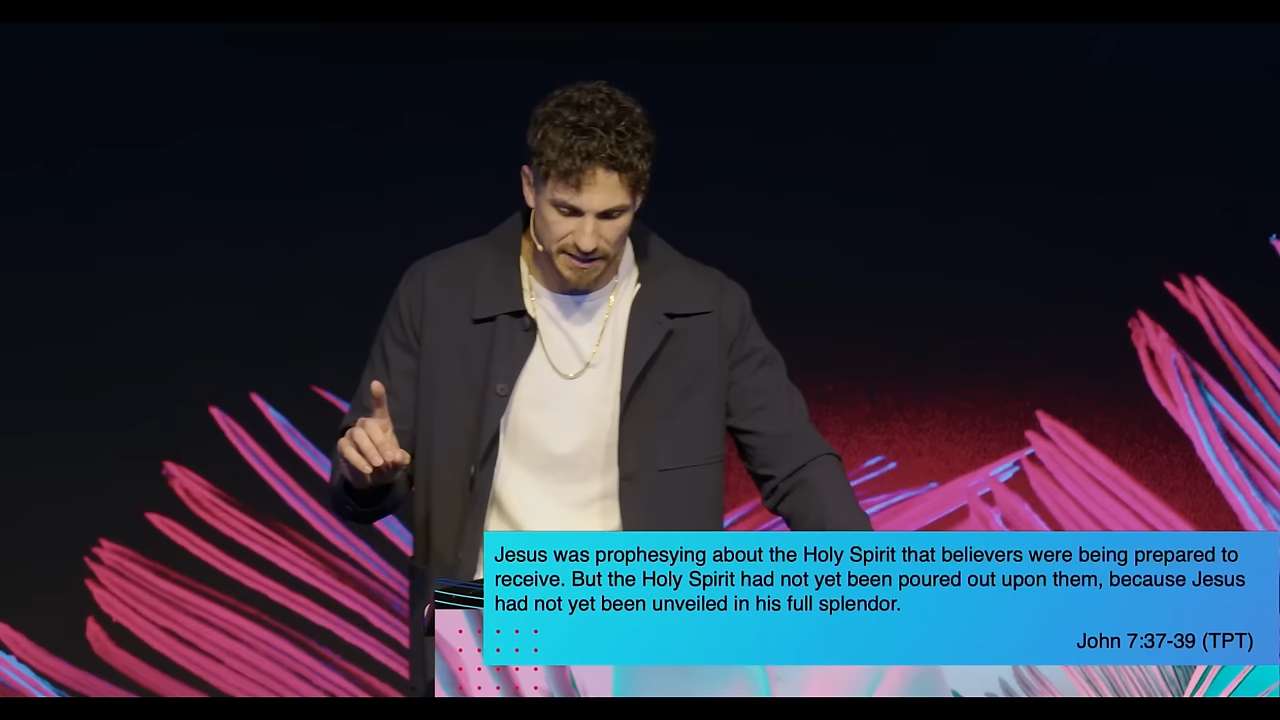 Jesus was prophesying about the Holy Spirit that believers were being prepared to
receive. But the Holy Spirit had not yet been poured out upon them, because Jesus
had not yet been unveiled in his full splendor.
John 7:37-39 (TPT)